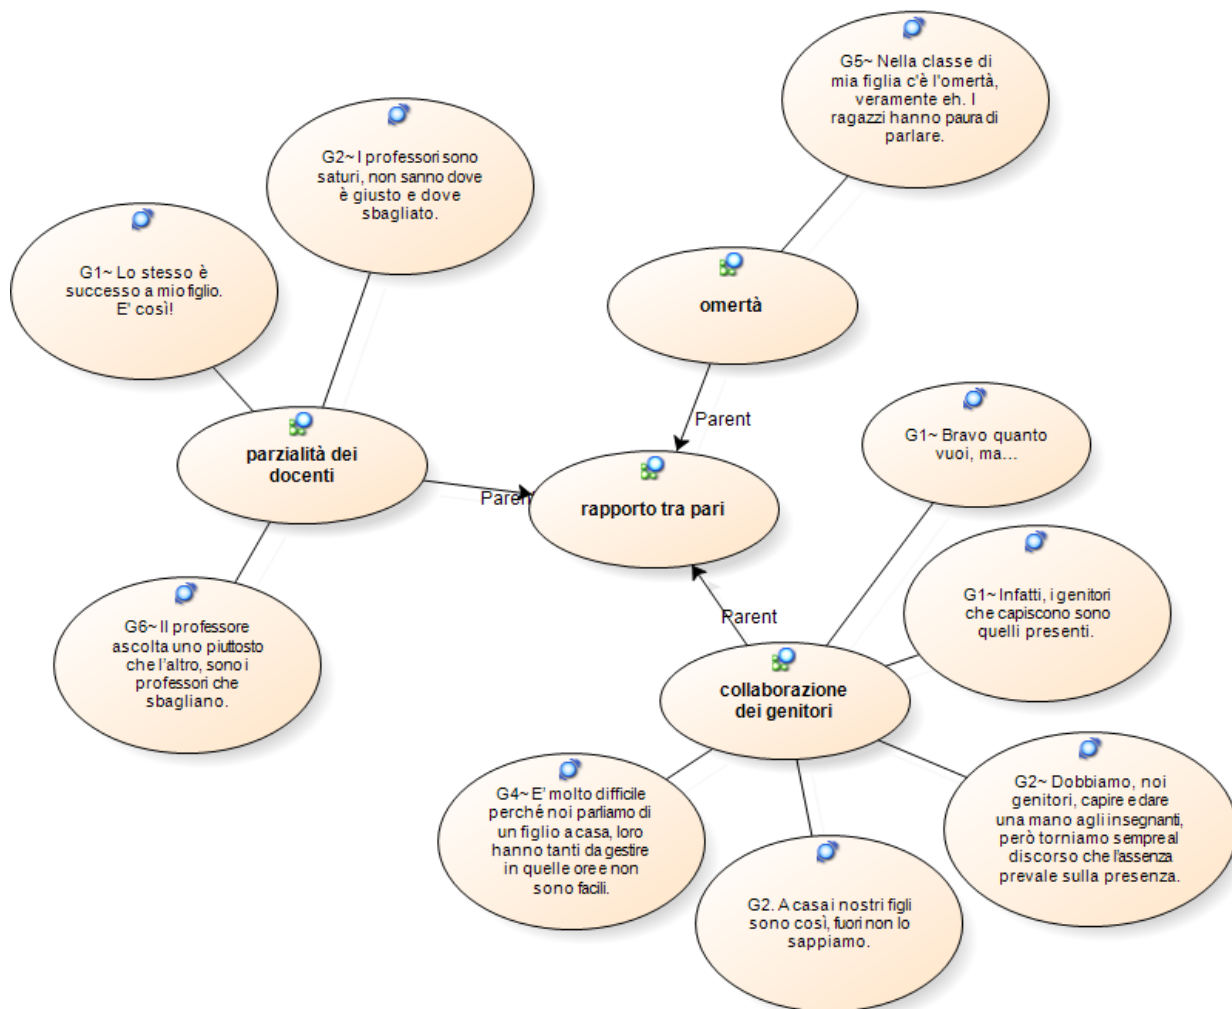 G5~ Nella classe di
mia figlia c'è l'omertà,
veramente eh. I
ragazzi hanno paura di
parlare.
G2~ I professori sono
saturi, non sanno dove
è giusto e dove
sbagliato.
G1~ Lo stesso è
successo a mio figlio.
E' così!
omertà
Parent
G1~ Bravo quanto
vuoi, ma...
parzialità dei
docenti
Parent
rapporto tra pari
G1~ Infatti, i genitori
che capiscono sono
quelli presenti.
Parent
G6~ Il professore
ascolta uno piuttosto
che l'altro, sono i
professori che
sbagliano.
collaborazione
dei genitori
G4~ E' molto difficile
perché noi parliamo di
un figlio a casa, loro
hanno tanti da gestire
in quelle ore e non
sono facili.
G2. A casa i nostri figli
sono così, fuori non lo
sappiamo.
G2~ Dobbiamo, noi
genitori, capire e dare
una mano agli insegnanti,
però torniamo sempre al
discorso che l'assenza
prevale sulla presenza.